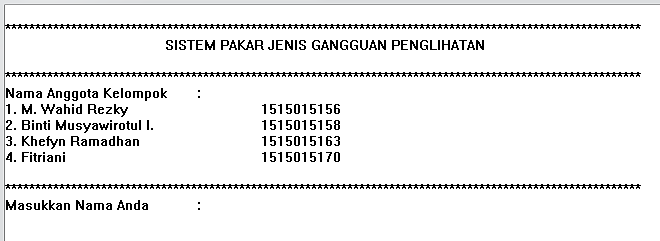 ********************************************************************************************
SISTEM PAKAR JENIS GANGGUAN PENGLIHATAN
********************************************************************************************
Nama Anggota Kelompok :
1. M. Wahid Rezky 1515015156
2. Binti Musyawirotul I. 1515015158
3. Khefyn Ramadhan 1515015163
4. Fitriani 1515015170
********************************************************************************************
Masukkan Nama Anda :